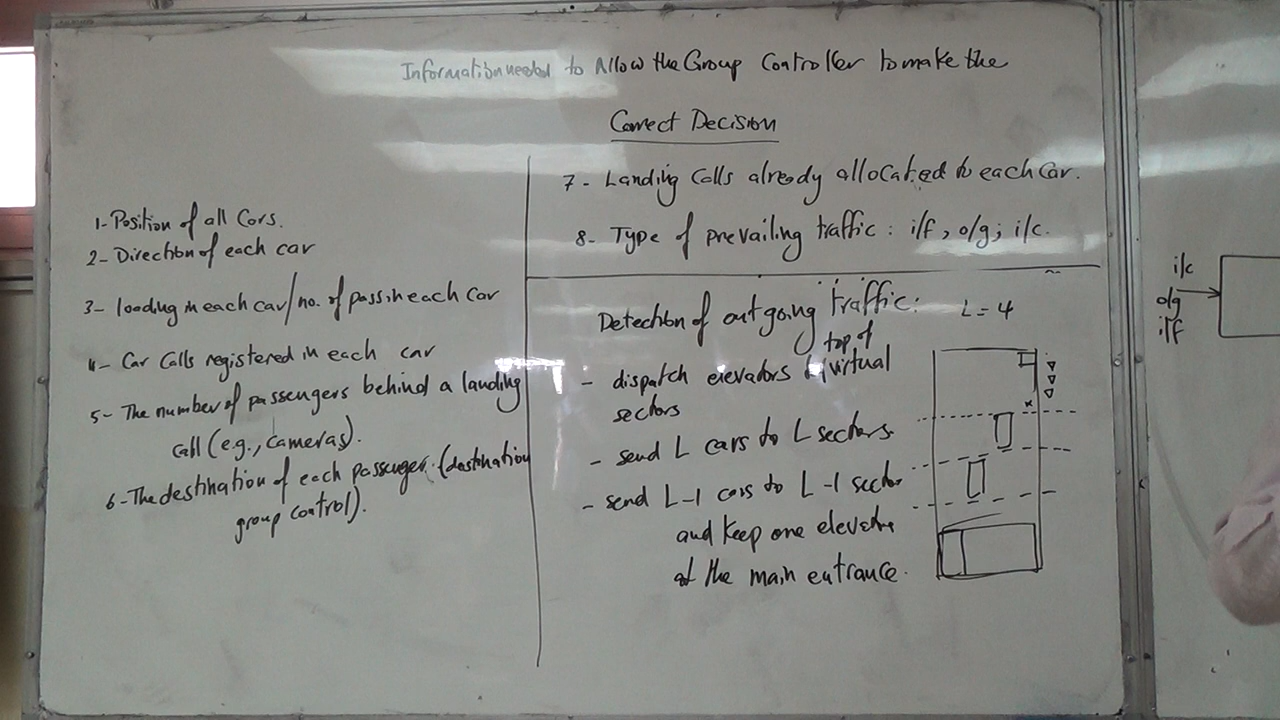 Information needed to Allow the Group Controller to make the
Correct Decision
1- Position of all Cars.
2- Direction of each car
3- loading in each car/no. of pass. in each car
4- Car Calls registered in each car
5- The number of passengers behind a landing
call (e.g., cameras).
6- The destination of each passenger. (destination
group control).
7- Landing Calls already allocated to each Car.
8- Type of prevailing traffic : i/f, o/g; i/c.
Detection of outgoing traffic: L = 4
- dispatch elevators to top of virtual
sectors
- send L cars to L sectors.
- send L-1 cars to L-1 sector
and keep one elevator
at the main entrance.
i/c
o/g
i/f